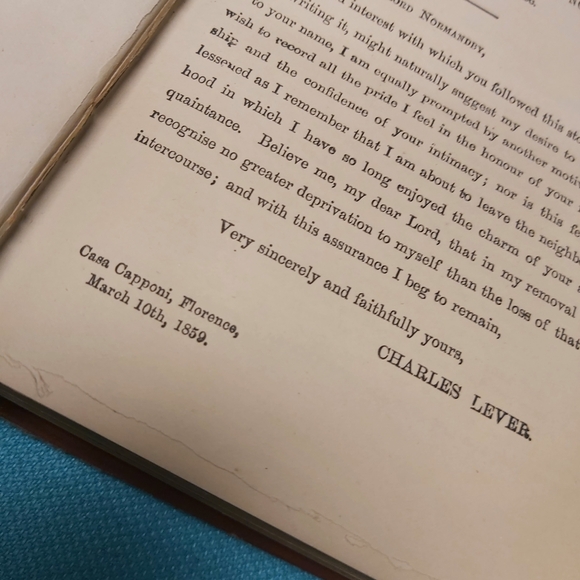 Lord Normanby,
interest with which you followed this
writing it, might naturally suggest my desire to
to your name, I am equally prompted by another
wish to record all the pride I feel in the honour of your
ship and the confidence of your intimacy; nor is this
lessened as I remember that I am about to leave the
hood in which I have so long enjoyed the charm of your
quaintance. Believe me, my dear Lord, that in my removal
recognise no greater deprivation to myself than the loss of that
intercourse; and with this assurance I beg to remain,
Very sincerely and faithfully yours,
CHARLES LEVER.
Casa Capponi, Florence,
March 10th, 1859.